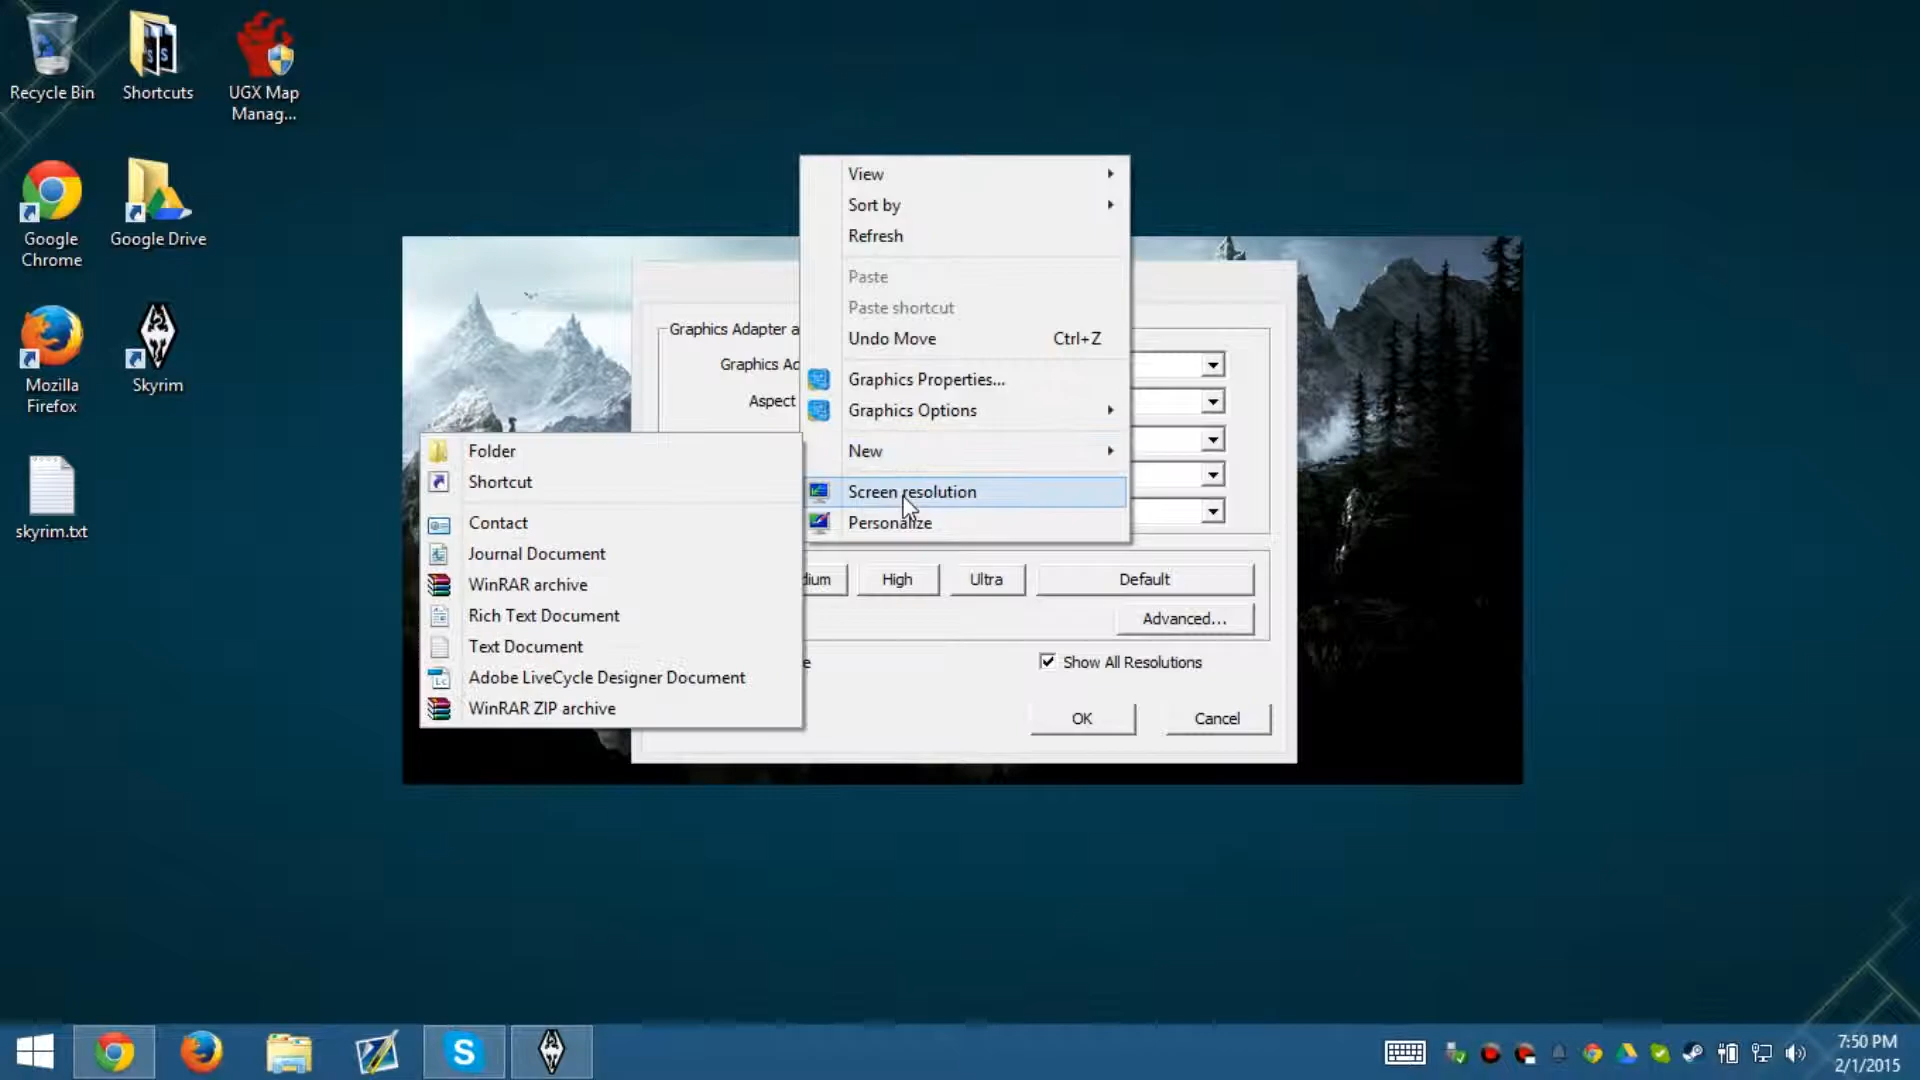 Recycle Bin
Shortcuts
UGX Map
Manag...
Google
Chrome
Google Drive
Mozilla
Firefox
Skyrim
skyrim.txt
View
Sort by
Refresh
Paste
Paste shortcut
Undo Move Ctrl+Z
Graphics Properties...
Graphics Options
New
Screen resolution
Personalize
Folder
Shortcut
Contact
Journal Document
WinRAR archive
Rich Text Document
Text Document
Adobe LiveCycle Designer Document
WinRAR ZIP archive
Graphics Adapter a
Graphics Ad
Aspect
dium
High
Ultra
Default
Advanced...
e
Show All Resolutions
OK
Cancel
7:50 PM
2/1/2015